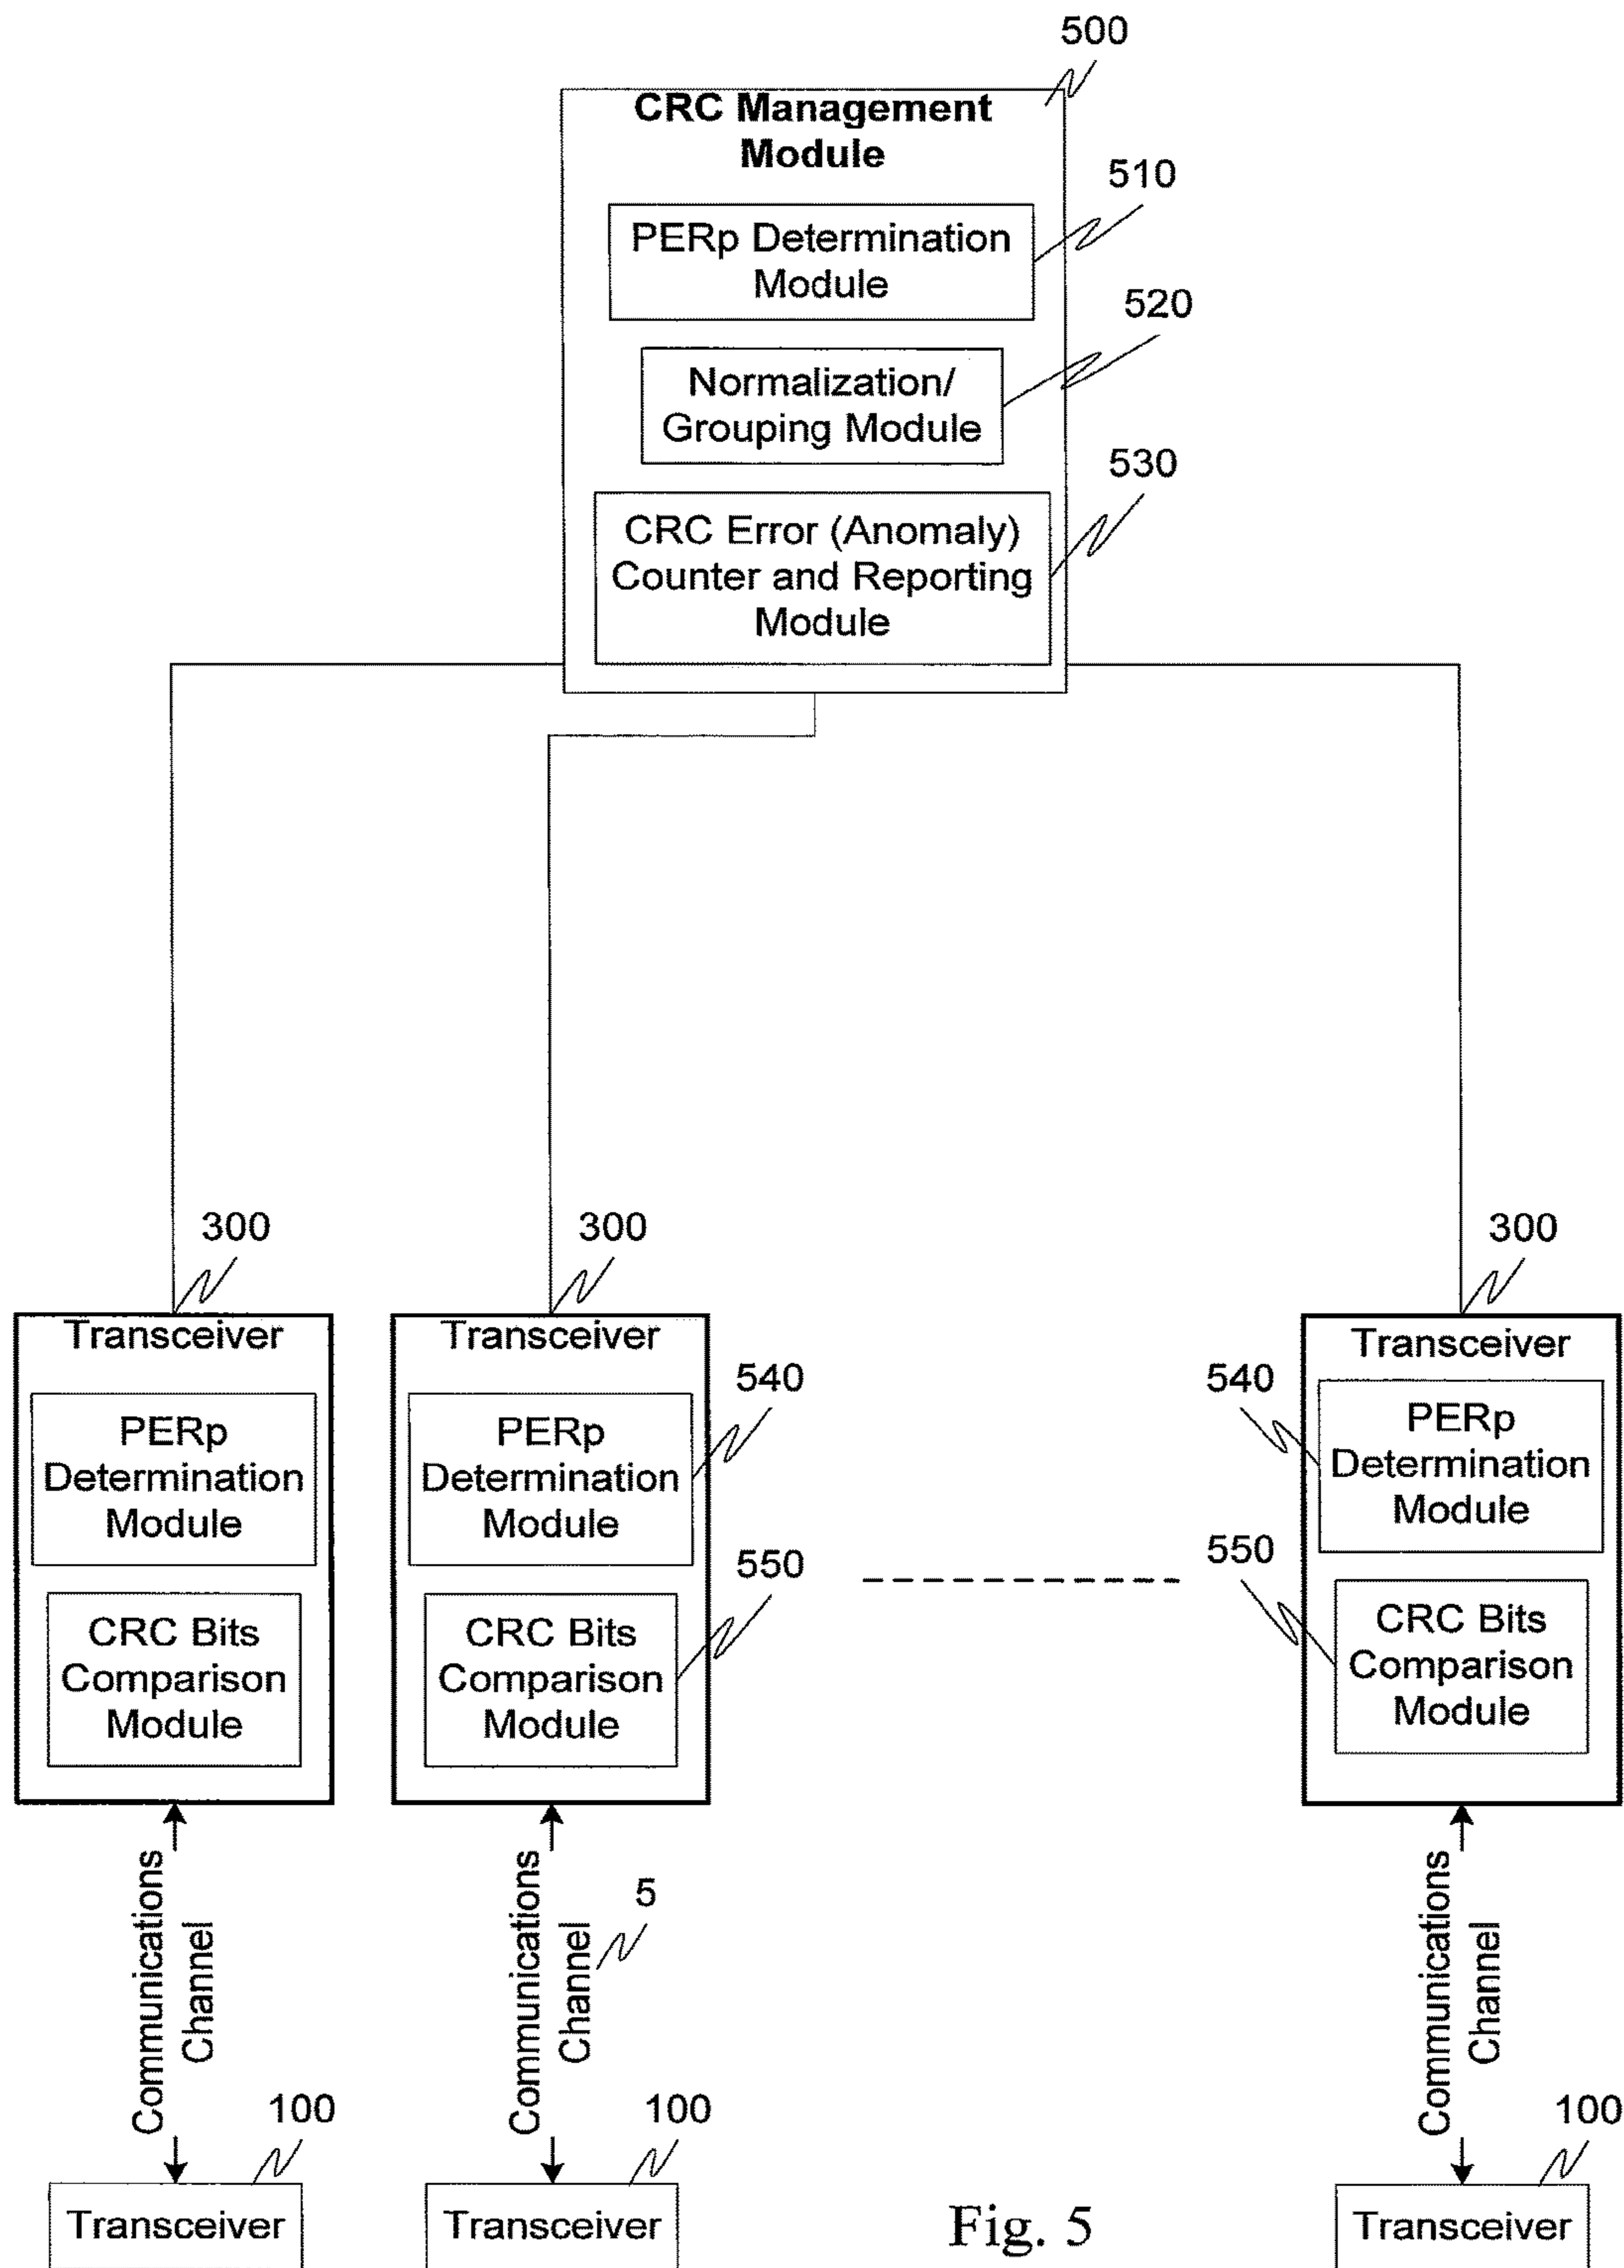 500
CRC Management
Module
510
PERp Determination
Module
520
Normalization/
Grouping Module
530
CRC Error (Anomaly)
Counter and Reporting
Module
300
300
300
Transceiver
PERp
Determination
Module
CRC Bits
Comparison
Module
Transceiver
540
PERp
Determination
Module
550
CRC Bits
Comparison
Module
Transceiver
540
PERp
Determination
Module
550
CRC Bits
Comparison
Module
Communications
Channel
Communications
Channel
5
Communications
Channel
100
100
100
Transceiver
Transceiver
Transceiver
Fig. 5